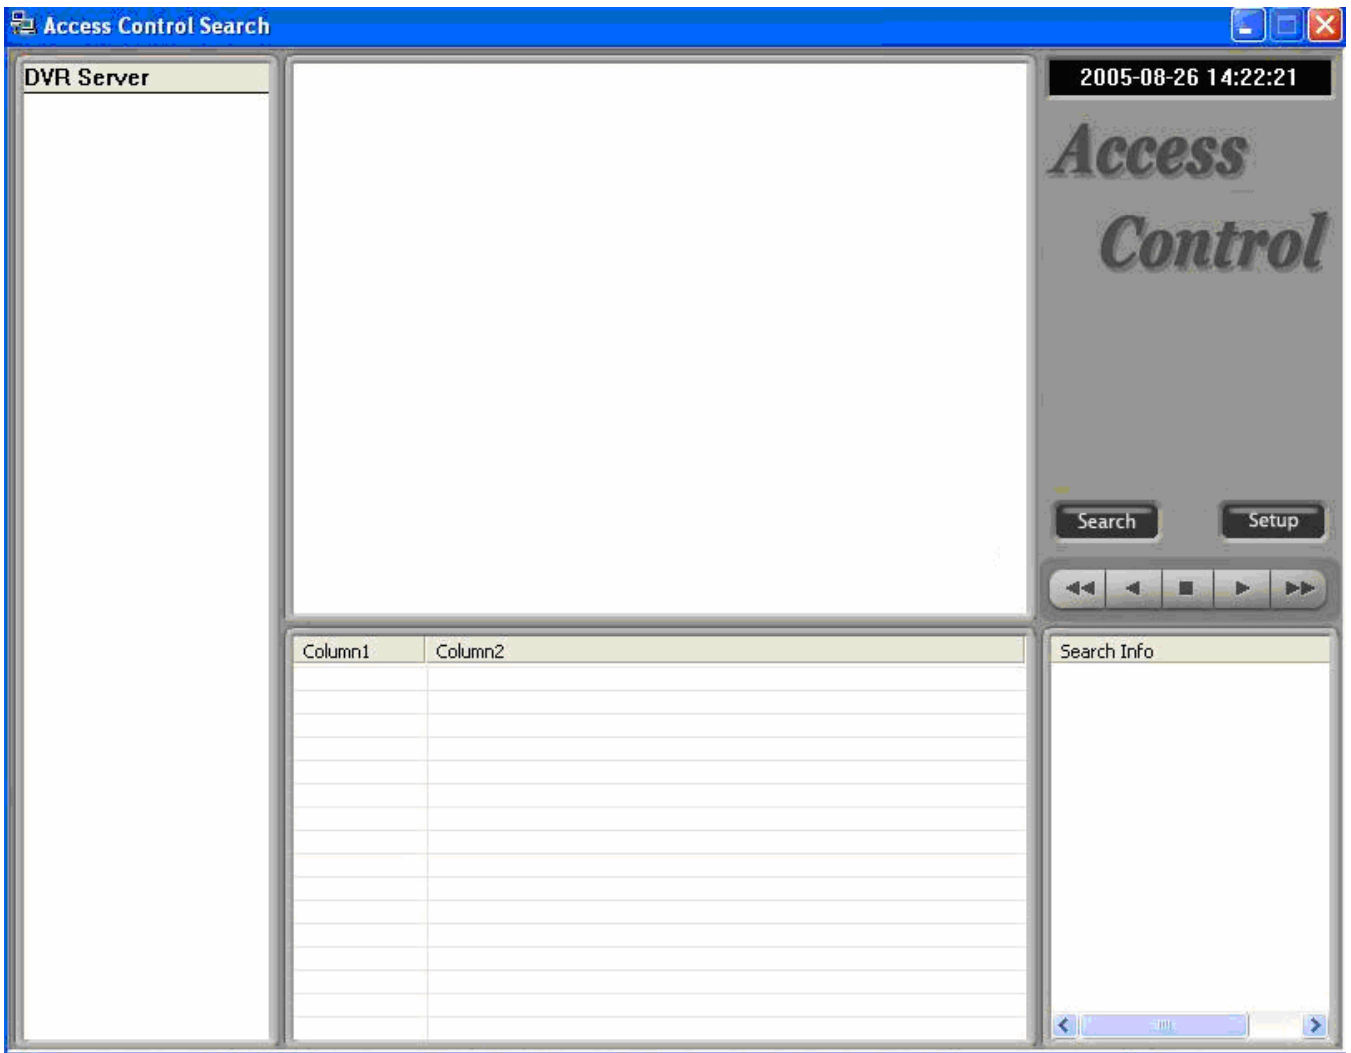 Access Control Search
DVR Server
2005-08-26 14:22:21
Access
Control
Search
Setup
Column1
Column2
Search Info